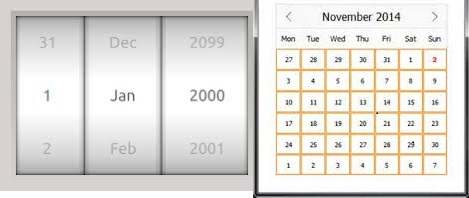 31 Dec 2099
1 Jan 2000
2 Feb 2001
November 2014
Mon Tue Wed Thu Fri Sat Sun
27 28 29 30 31 1 2
3 4 5 6 7 8 9
10 11 12 13 14 15 16
17 18 19 20 21 22 23
24 25 26 27 28 29 30
1 2 3 4 5 6 7